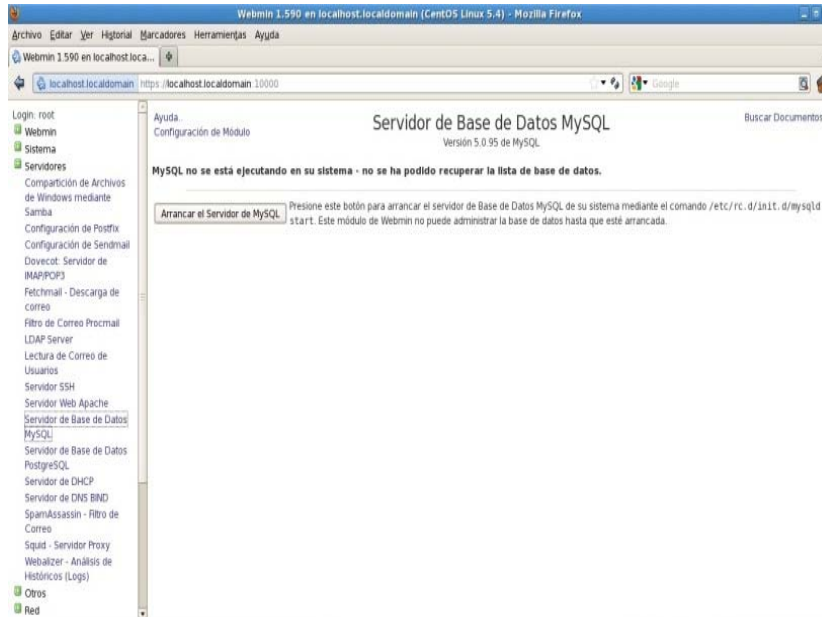 Webmin 1.590 en localhost.localdomain (CentOS Linux 5.4) - Mozilla Firefox
Archivo Editar Ver Historial Marcadores Herramientas Ayuda
Webmin 1.590 en localhost.loca...
localhost.localdomain https://localhost.localdomain:10000
Google
Login: root
Webmin
Sistema
Servidores
Compartición de Archivos
de Windows mediante
Samba
Configuración de Postfix
Configuración de Sendmail
Dovecot: Servidor de
IMAP/POP3
Fetchmail - Descarga de
correo
Filtro de Correo Procmail
LDAP Server
Lectura de Correo de
Usuarios
Servidor SSH
Servidor Web Apache
Servidor de Base de Datos
MySQL
Servidor de Base de Datos
PostgreSQL
Servidor de DHCP
Servidor de DNS BIND
SpamAssassin - Filtro de
Correo
Squid - Servidor Proxy
Webalizer - Análisis de
Históricos (Logs)
Otros
Red
Ayuda..
Configuración de Módulo
Servidor de Base de Datos MySQL
Versión 5.0.95 de MySQL
Buscar Documentos
MySQL no se está ejecutando en su sistema - no se ha podido recuperar la lista de base de datos.
Arrancar el Servidor de MySQL
Presione este botón para arrancar el servidor de Base de Datos MySQL de su sistema mediante el comando /etc/rc.d/init.d/mysqld
start. Este módulo de Webmin no puede administrar la base de datos hasta que esté arrancada.